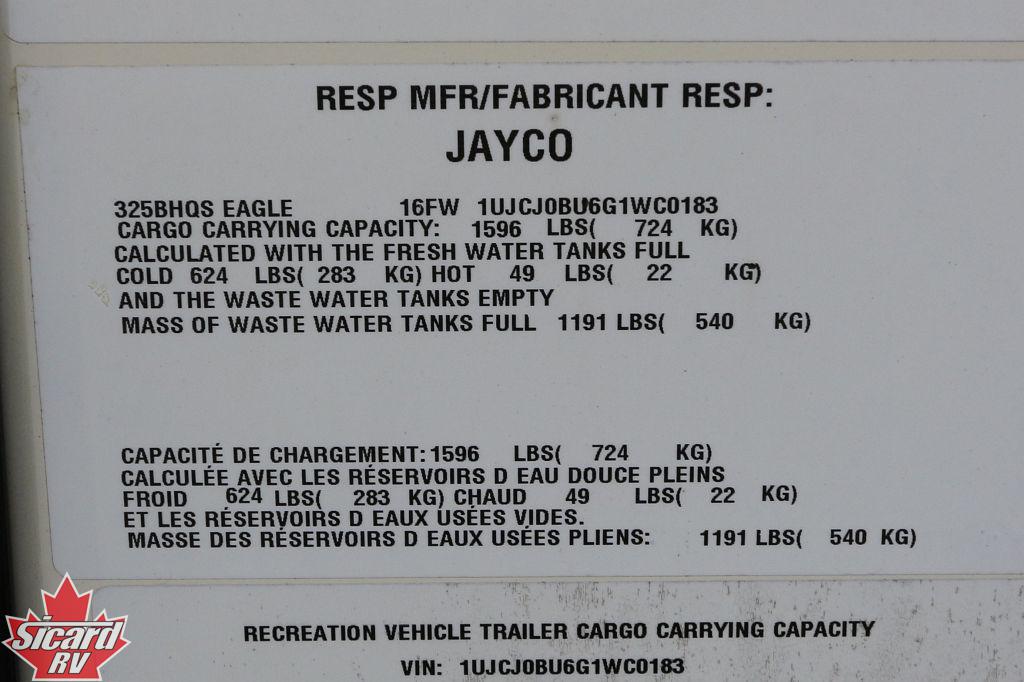 RESP MFR/FABRICANT RESP:
JAYCO
325BHQS EAGLE 16FW 1UJCJ0BU6G1WC0183
CARGO CARRYING CAPACITY: 1596 LBS( 724 KG)
CALCULATED WITH THE FRESH WATER TANKS FULL
COLD 624 LBS( 283 KG) HOT 49 LBS( 22 KG)
AND THE WASTE WATER TANKS EMPTY
MASS OF WASTE WATER TANKS FULL 1191 LBS( 540 KG)
CAPACITÉ DE CHARGEMENT: 1596 LBS( 724 KG)
CALCULÉE AVEC LES RÉSERVOIRS D EAU DOUCE PLEINS
FROID 624 LBS( 283 KG) CHAUD 49 LBS( 22 KG)
ET LES RÉSERVOIRS D EAUX USÉES VIDES.
MASSE DES RÉSERVOIRS D EAUX USÉES PLIENS: 1191 LBS( 540 KG)
RECREATION VEHICLE TRAILER CARGO CARRYING CAPACITY
VIN: 1UJCJ0BU6G1WC0183
Sicard
RV